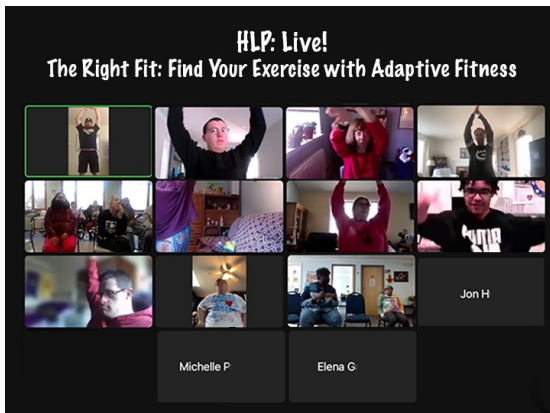 HLP: Live!
The Right Fit: Find Your Exercise with Adaptive Fitness
Jon H
Michelle P
Elena G